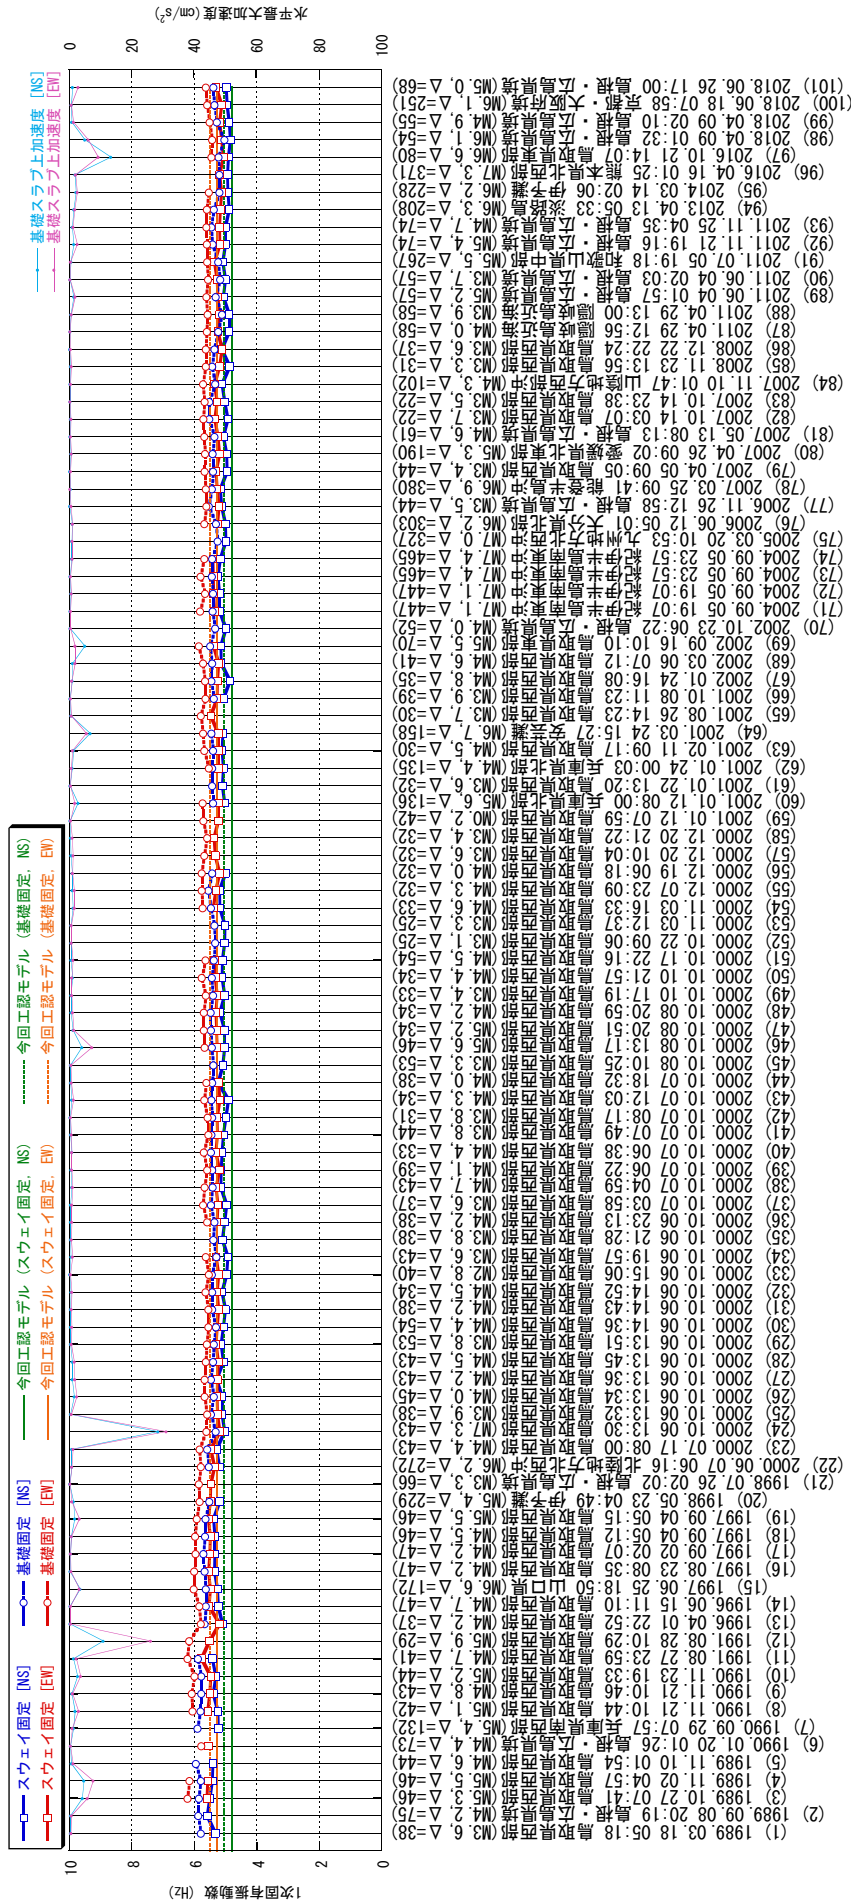 水平最大加速度(cm/s²)
0 20 40 60 80 100
基礎スラブ上加速度 [NS]
基礎スラブ上加速度 [EW]
スウェイ固定 [NS]
スウェイ固定 [EW]
基礎固定 [NS]
基礎固定 [EW]
今回工認モデル (スウェイ固定, NS)
今回工認モデル (スウェイ固定, EW)
今回工認モデル (基礎固定, NS)
今回工認モデル (基礎固定, EW)
1次固有振動数 (Hz)
10 8 6 4 2 0
(1) 1989.03.18 05:18 鳥取県西部(M3.6, Δ=38)
(2) 1989.09.08 20:19 島根・広島県境(M4.2, Δ=75)
(3) 1989.10.27 07:41 鳥取県西部(M5.3, Δ=46)
(4) 1989.11.02 04:57 鳥取県西部(M5.5, Δ=46)
(5) 1989.11.10 01:54 鳥取県西部(M4.6, Δ=44)
(6) 1990.01.20 01:26 島根・広島県境(M4.4, Δ=73)
(7) 1990.09.29 07:57 兵庫県南西部(M5.4, Δ=132)
(8) 1990.11.21 10:44 鳥取県西部(M5.1, Δ=42)
(9) 1990.11.21 10:46 鳥取県西部(M4.8, Δ=43)
(10) 1990.11.23 19:33 鳥取県西部(M5.2, Δ=44)
(11) 1991.08.27 23:59 鳥取県西部(M4.7, Δ=41)
(12) 1991.08.28 10:29 鳥取県西部(M5.9, Δ=29)
(13) 1996.04.01 22:52 鳥取県西部(M4.2, Δ=37)
(14) 1996.06.15 11:10 鳥取県西部(M4.7, Δ=47)
(15) 1997.06.25 18:50 山口県(M6.6, Δ=172)
(16) 1997.08.23 08:35 鳥取県西部(M4.2, Δ=47)
(17) 1997.09.02 02:07 鳥取県西部(M4.2, Δ=47)
(18) 1997.09.04 05:12 鳥取県西部(M4.5, Δ=46)
(19) 1997.09.04 05:15 鳥取県西部(M5.5, Δ=46)
(20) 1998.05.23 04:49 伊予灘(M5.4, Δ=229)
(21) 1998.07.26 02:02 島根・広島県境(M3.3, Δ=66)
(22) 2000.06.07 06:16 北陸地方北西沖(M6.2, Δ=272)
(23) 2000.07.17 08:00 鳥取県西部(M4.4, Δ=43)
(24) 2000.10.06 13:30 鳥取県西部(M7.3, Δ=42)
(25) 2000.10.06 13:32 鳥取県西部(M3.9, Δ=38)
(26) 2000.10.06 13:34 鳥取県西部(M4.0, Δ=45)
(27) 2000.10.06 13:36 鳥取県西部(M4.2, Δ=43)
(28) 2000.10.06 13:45 鳥取県西部(M4.5, Δ=43)
(29) 2000.10.06 13:51 鳥取県西部(M3.8, Δ=53)
(30) 2000.10.06 14:36 鳥取県西部(M4.4, Δ=54)
(31) 2000.10.06 14:43 鳥取県西部(M4.2, Δ=38)
(32) 2000.10.06 14:52 鳥取県西部(M4.5, Δ=34)
(33) 2000.10.06 15:06 鳥取県西部(M2.8, Δ=40)
(34) 2000.10.06 19:57 鳥取県西部(M3.6, Δ=43)
(35) 2000.10.06 21:28 鳥取県西部(M3.8, Δ=38)
(36) 2000.10.06 23:13 鳥取県西部(M4.2, Δ=38)
(37) 2000.10.07 03:58 鳥取県西部(M3.6, Δ=37)
(38) 2000.10.07 04:59 鳥取県西部(M4.7, Δ=43)
(39) 2000.10.07 06:22 鳥取県西部(M4.1, Δ=39)
(40) 2000.10.07 06:38 鳥取県西部(M4.4, Δ=33)
(41) 2000.10.07 07:49 鳥取県西部(M3.8, Δ=44)
(42) 2000.10.07 08:17 鳥取県西部(M3.8, Δ=31)
(43) 2000.10.07 12:03 鳥取県西部(M4.3, Δ=34)
(44) 2000.10.07 18:32 鳥取県西部(M4.0, Δ=38)
(45) 2000.10.08 10:25 鳥取県西部(M3.3, Δ=53)
(46) 2000.10.08 13:17 鳥取県西部(M5.6, Δ=46)
(47) 2000.10.08 20:51 鳥取県西部(M5.2, Δ=34)
(48) 2000.10.08 20:59 鳥取県西部(M4.2, Δ=34)
(49) 2000.10.10 17:19 鳥取県西部(M3.4, Δ=33)
(50) 2000.10.10 21:57 鳥取県西部(M4.4, Δ=34)
(51) 2000.10.17 22:16 鳥取県西部(M4.5, Δ=54)
(52) 2000.10.22 09:06 鳥取県西部(M3.1, Δ=25)
(53) 2000.11.03 12:37 鳥取県西部(M3.3, Δ=25)
(54) 2000.11.03 16:33 鳥取県西部(M4.6, Δ=33)
(55) 2000.12.07 23:09 鳥取県西部(M4.3, Δ=32)
(56) 2000.12.19 06:18 鳥取県西部(M4.0, Δ=32)
(57) 2000.12.20 10:04 鳥取県西部(M3.6, Δ=32)
(58) 2000.12.20 21:22 鳥取県西部(M3.4, Δ=32)
(59) 2001.01.12 07:59 鳥取県西部(M0.2, Δ=42)
(60) 2001.01.12 08:00 兵庫県北部(M5.6, Δ=136)
(61) 2001.01.22 13:20 鳥取県西部(M3.6, Δ=32)
(62) 2001.01.24 00:03 兵庫県北部(M4.4, Δ=135)
(63) 2001.02.11 09:17 鳥取県西部(M4.5, Δ=30)
(64) 2001.03.24 15:27 安芸灘(M6.7, Δ=158)
(65) 2001.08.26 14:23 鳥取県西部(M3.7, Δ=30)
(66) 2001.10.08 11:23 鳥取県西部(M3.9, Δ=39)
(67) 2002.01.24 16:08 鳥取県西部(M4.8, Δ=35)
(68) 2002.03.06 07:12 鳥取県西部(M4.6, Δ=41)
(69) 2002.09.16 10:10 鳥取県東部(M5.5, Δ=70)
(70) 2002.10.23 06:22 島根・広島県境(M4.0, Δ=52)
(71) 2004.09.05 19:07 紀伊半島南東沖(M7.1, Δ=447)
(72) 2004.09.05 19:07 紀伊半島南東沖(M7.1, Δ=447)
(73) 2004.09.05 23:57 紀伊半島南東沖(M7.4, Δ=465)
(74) 2004.09.05 23:57 紀伊半島南東沖(M7.4, Δ=465)
(75) 2005.03.20 10:53 九州地方北西沖(M7.0, Δ=327)
(76) 2006.06.12 05:01 大分県北部(M6.2, Δ=303)
(77) 2006.11.26 12:58 島根・広島県境(M3.5, Δ=44)
(78) 2007.03.25 09:41 能登半島沖(M6.9, Δ=380)
(79) 2007.04.05 09:05 鳥取県西部(M3.4, Δ=44)
(80) 2007.04.26 09:02 愛媛県北東部(M5.3, Δ=190)
(81) 2007.05.13 08:13 島根・広島県境(M4.6, Δ=61)
(82) 2007.10.14 03:07 鳥取県西部(M3.7, Δ=22)
(83) 2007.10.14 23:38 鳥取県西部(M3.5, Δ=22)
(84) 2007.11.10 01:47 山陰地方西部沖(M4.3, Δ=102)
(85) 2008.11.23 13:56 鳥取県西部(M3.3, Δ=31)
(86) 2008.12.22 22:24 鳥取県西部(M3.6, Δ=37)
(87) 2011.04.29 12:56 隠岐島近海(M4.0, Δ=58)
(88) 2011.04.29 13:00 隠岐島近海(M3.9, Δ=58)
(89) 2011.06.04 01:57 島根・広島県境(M5.2, Δ=57)
(90) 2011.06.04 02:03 島根・広島県境(M3.7, Δ=57)
(91) 2011.07.05 19:18 和歌山県中部(M5.5, Δ=267)
(92) 2011.11.21 19:16 島根・広島県境(M5.4, Δ=74)
(93) 2011.11.25 04:35 島根・広島県境(M4.7, Δ=74)
(94) 2013.04.13 05:33 淡路島(M6.3, Δ=208)
(95) 2014.03.14 02:06 伊予灘(M6.2, Δ=228)
(96) 2016.04.16 01:25 熊本県北西部(M7.3, Δ=371)
(97) 2016.10.21 14:07 鳥取県東部(M6.6, Δ=80)
(98) 2018.04.09 01:32 島根・広島県境(M6.1, Δ=54)
(99) 2018.04.09 02:10 島根・広島県境(M4.9, Δ=55)
(100) 2018.06.18 07:58 京都・大阪府境(M6.1, Δ=251)
(101) 2018.06.26 17:00 島根・広島県境(M5.0, Δ=68)